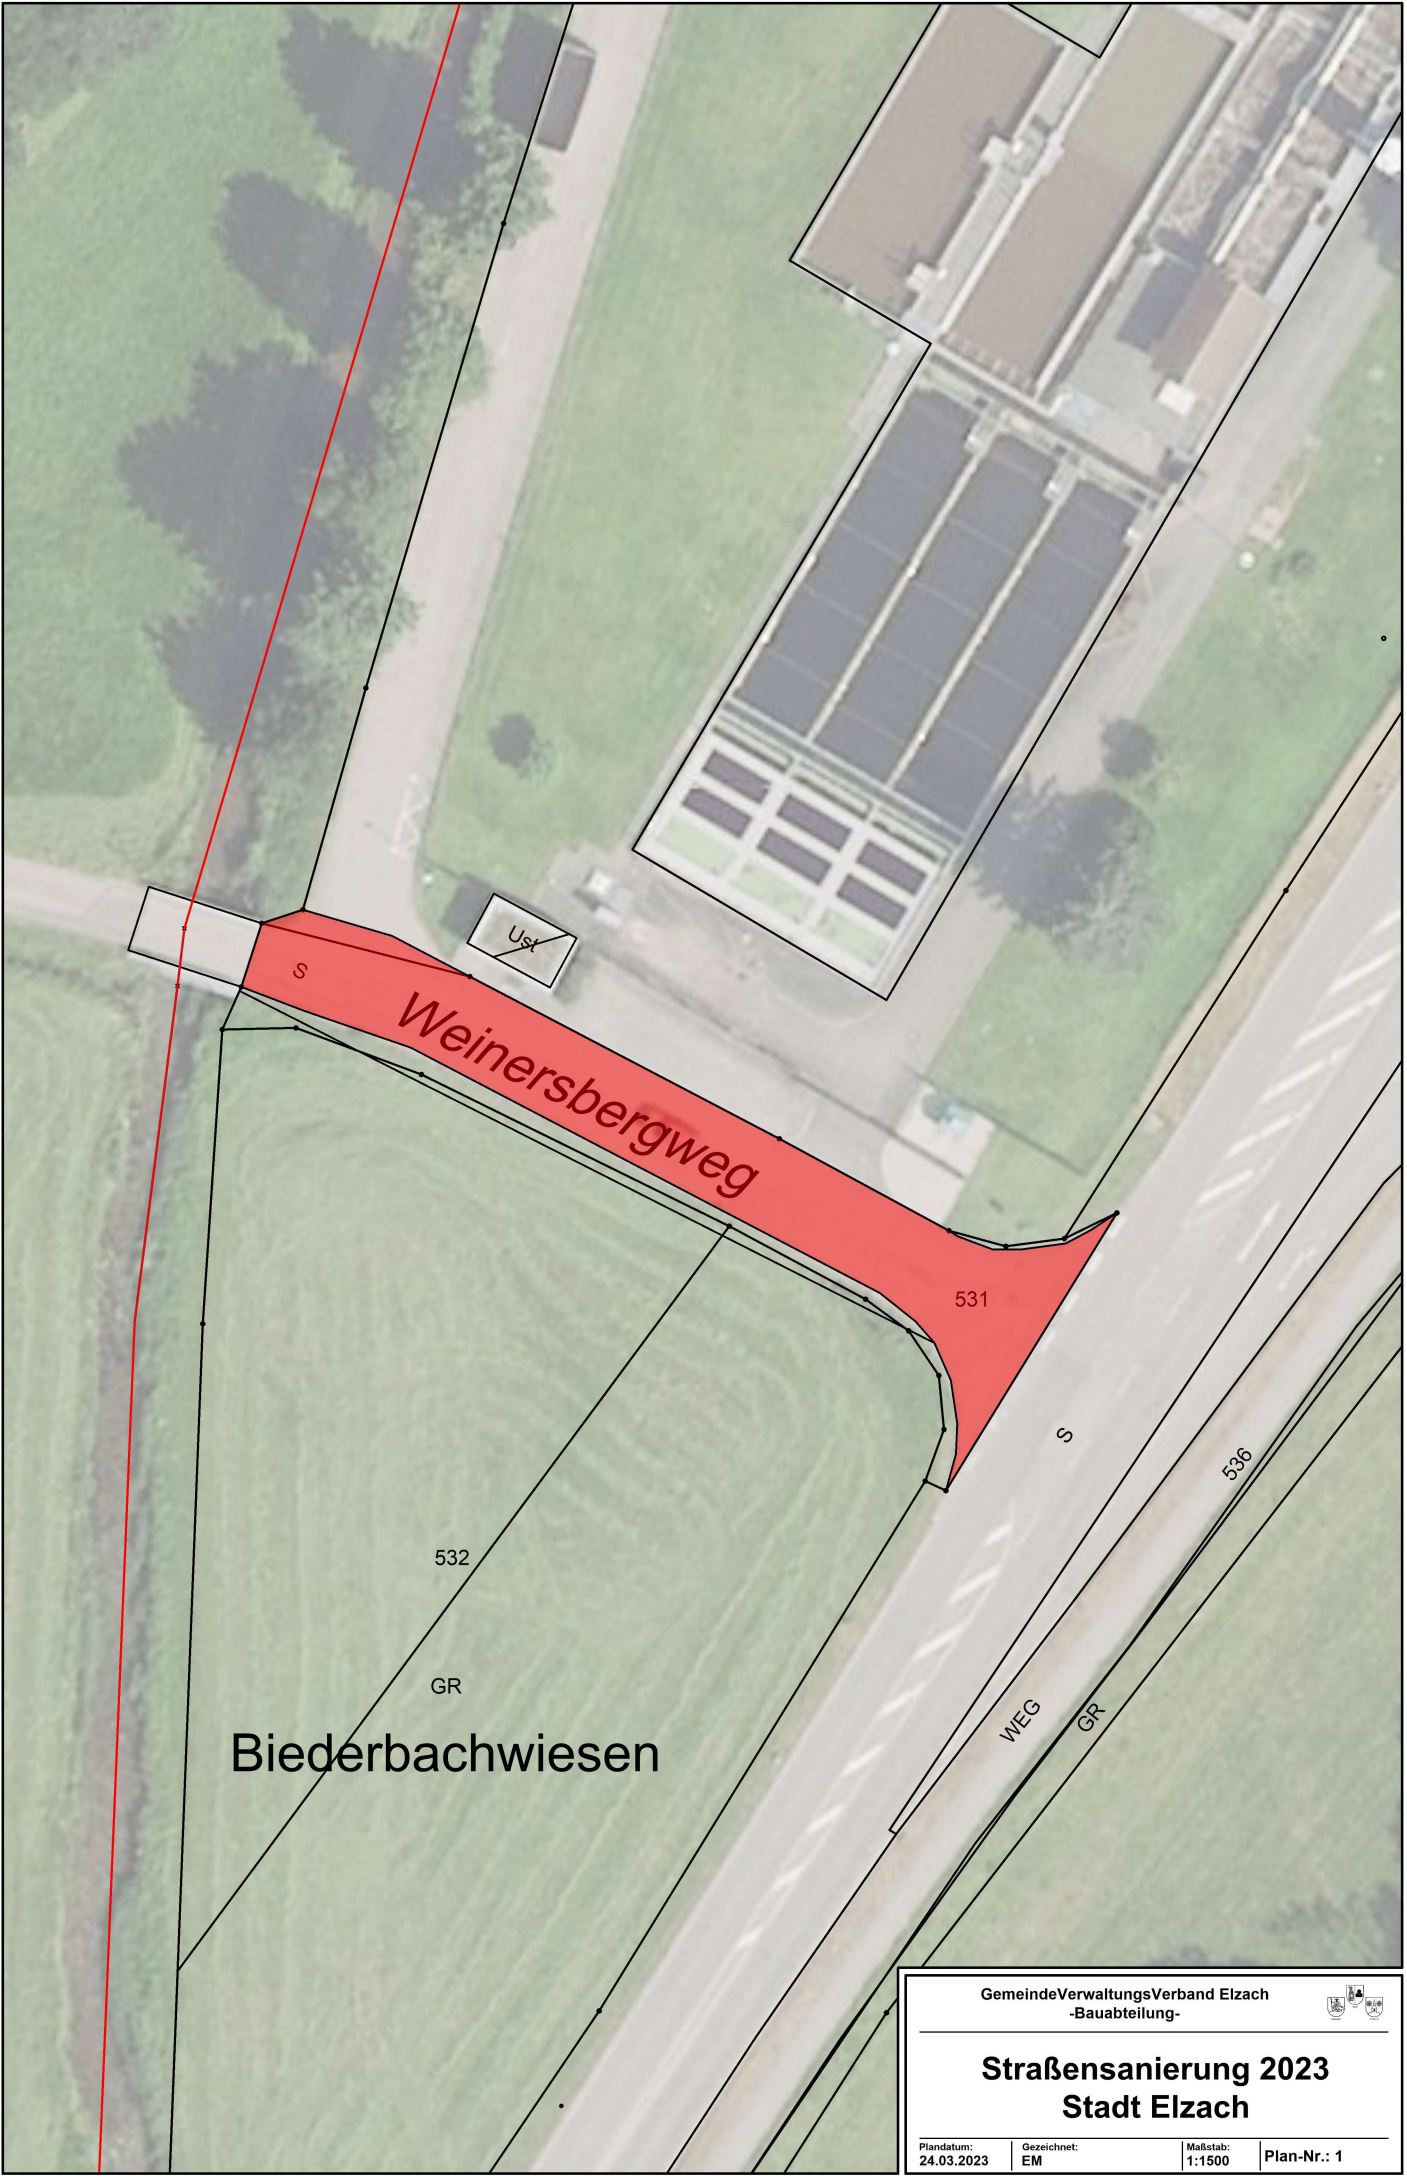 Ust
S
Weinersbergweg
531
S
536
532
GR
WEG
GR
Biederbachwiesen
GemeindeVerwaltungsVerband Elzach
-Bauabteilung-
Straßensanierung 2023
Stadt Elzach
Plandatum:
24.03.2023
Gezeichnet:
EM
Maßstab:
1:1500
Plan-Nr.: 1